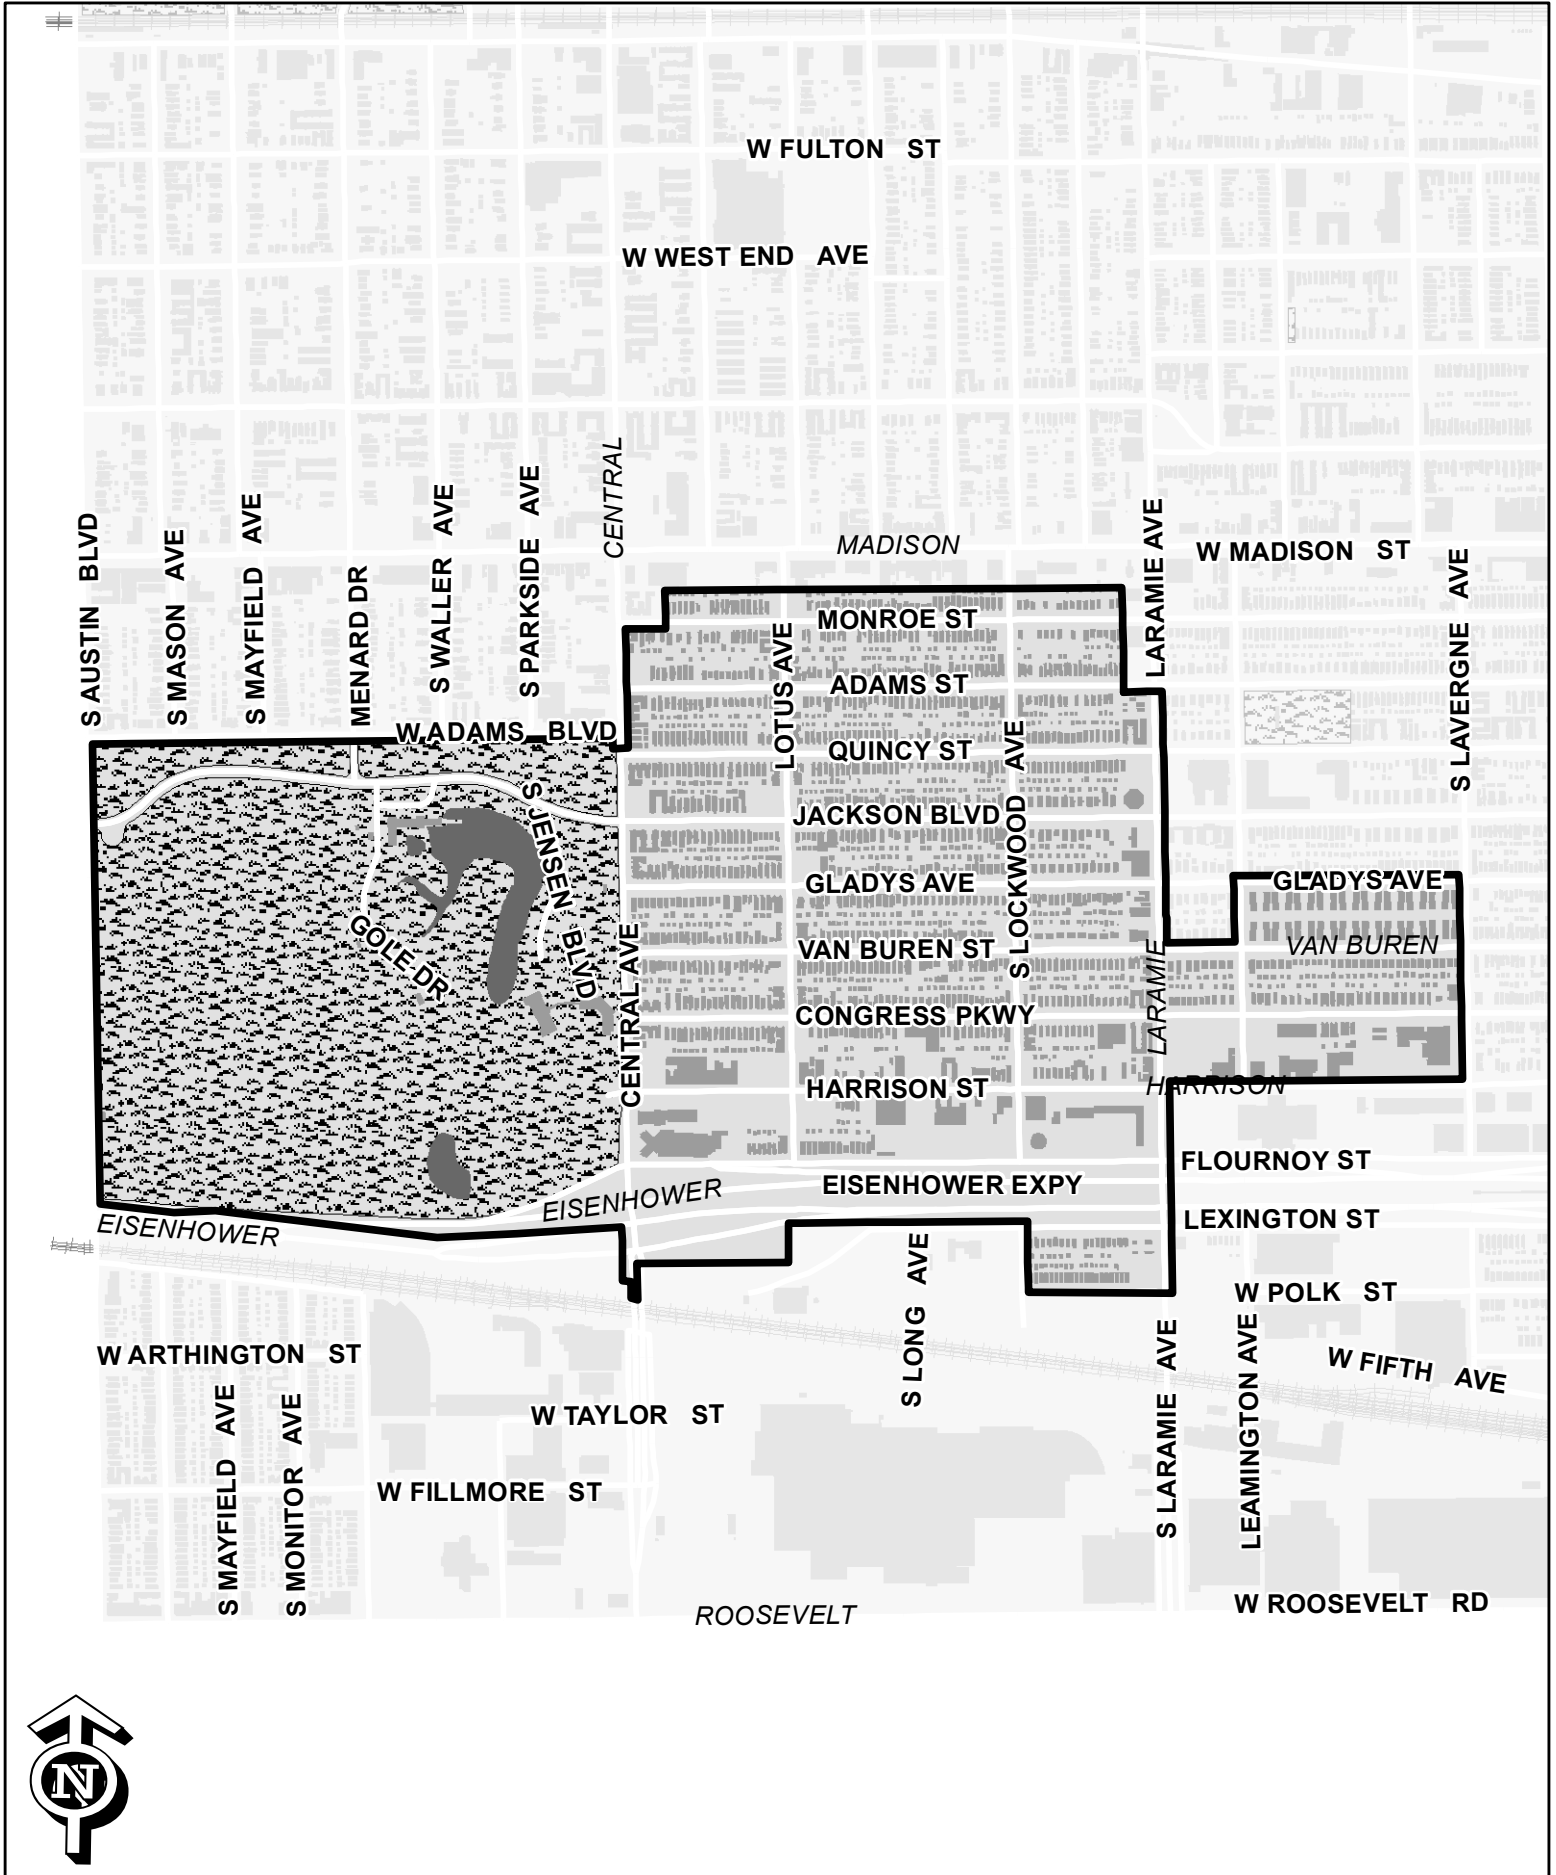 W FULTON ST
W WEST END AVE
CENTRAL
MADISON
W MADISON ST
S AUSTIN BLVD
S MASON AVE
S MAYFIELD AVE
MENARD DR
S WALLER AVE
S PARKSIDE AVE
LARAMIE AVE
S LAVERGNE AVE
MONROE ST
LOTUS AVE
ADAMS ST
W ADAMS BLVD
QUINCY ST
S LOCKWOOD AVE
JACKSON BLVD
S JENSEN BLVD
GLADYS AVE
GLADYS AVE
GOLE DR
CENTRAL AVE
VAN BUREN ST
VAN BUREN
LARAMIE
CONGRESS PKWY
HARRISON ST
HARRISON
FLOURNOY ST
EISENHOWER EXPY
EISENHOWER
EISENHOWER
LEXINGTON ST
S LONG AVE
W POLK ST
W ARTHINGTON ST
S LARAMIE AVE
LEAMINGTON AVE
W FIFTH AVE
S MAYFIELD AVE
S MONITOR AVE
W TAYLOR ST
W FILLMORE ST
ROOSEVELT
W ROOSEVELT RD
N